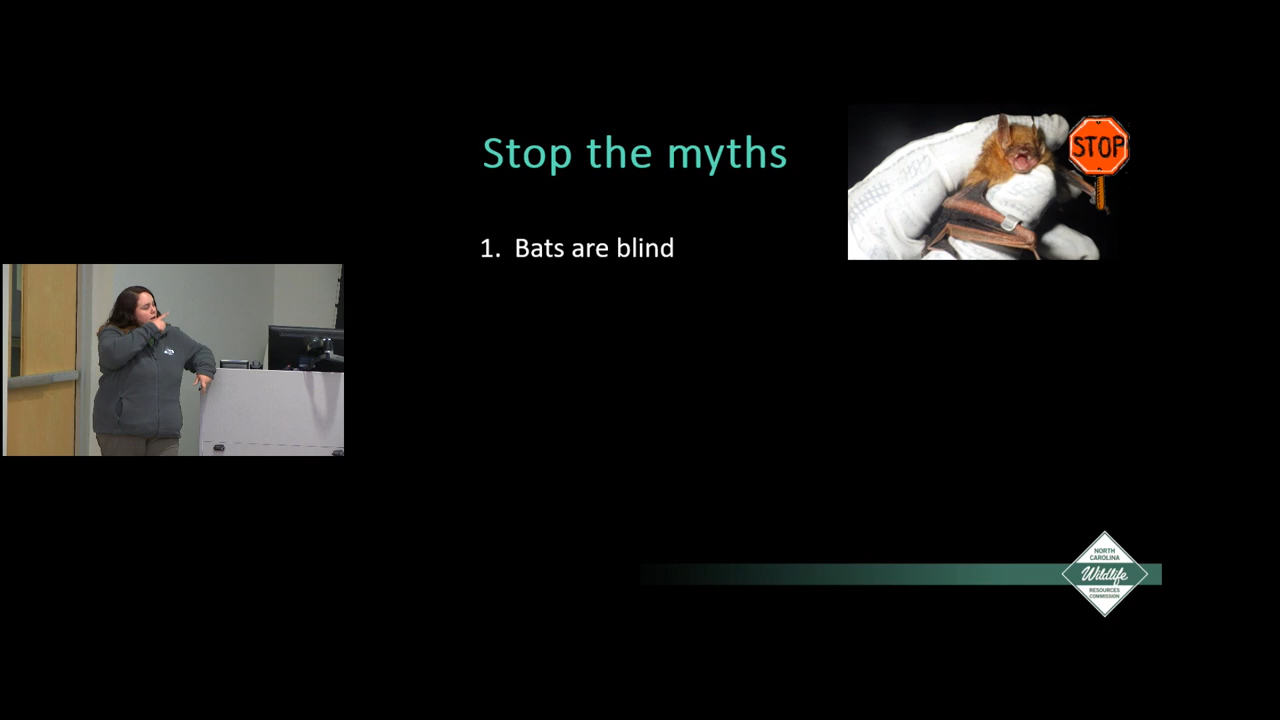 Stop the myths
STOP
1. Bats are blind
NORTH
CAROLINA
Wildlife
RESOURCES
COMMISSION